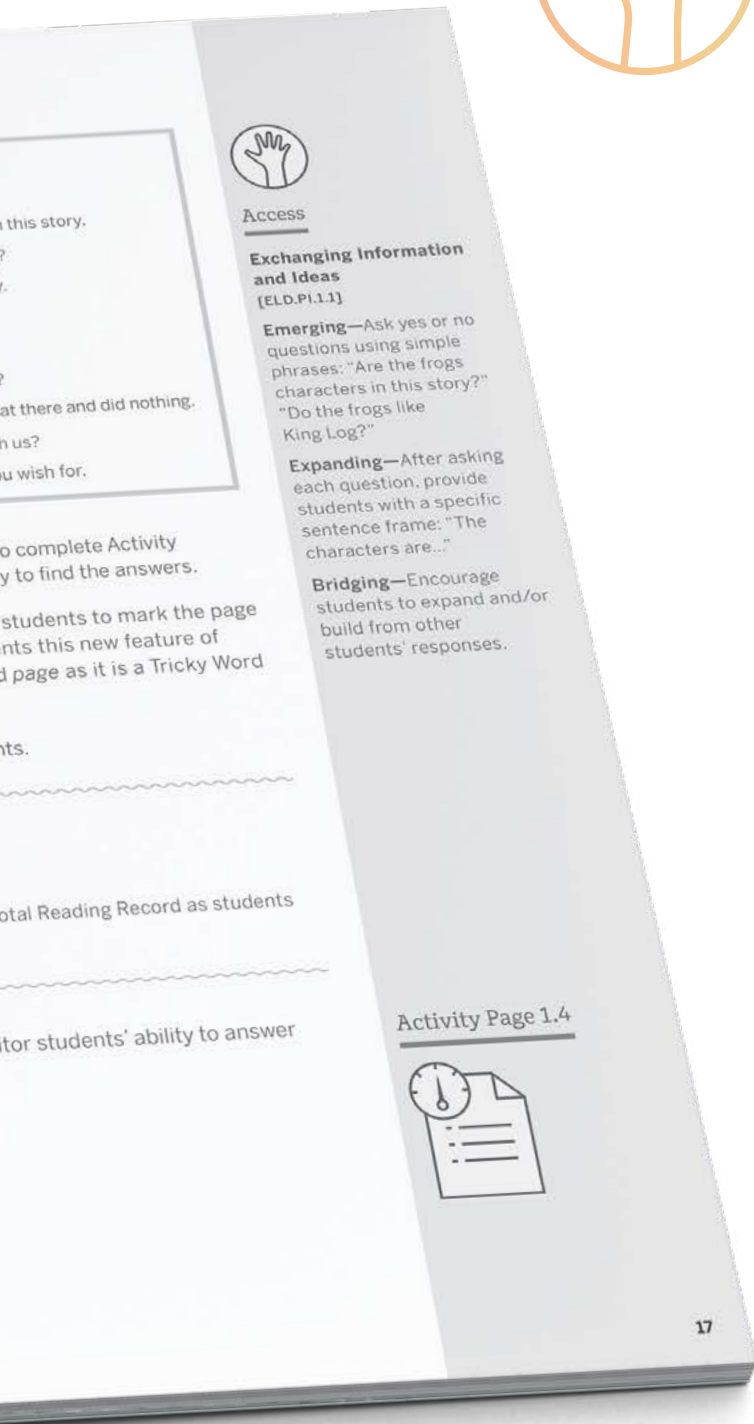 this story.
?
.
?
at there and did nothing.
us?
u wish for.
o complete Activity
y to find the answers.
students to mark the page
nts this new feature of
d page as it is a Tricky Word
nts.
otal Reading Record as students
itor students' ability to answer
Access
Exchanging Information
and Ideas
[ELD.PI.1.1]
Emerging—Ask yes or no
questions using simple
phrases: "Are the frogs
characters in this story?"
"Do the frogs like
King Log?"
Expanding—After asking
each question, provide
students with a specific
sentence frame: "The
characters are..."
Bridging—Encourage
students to expand and/or
build from other
students' responses.
Activity Page 1.4
17